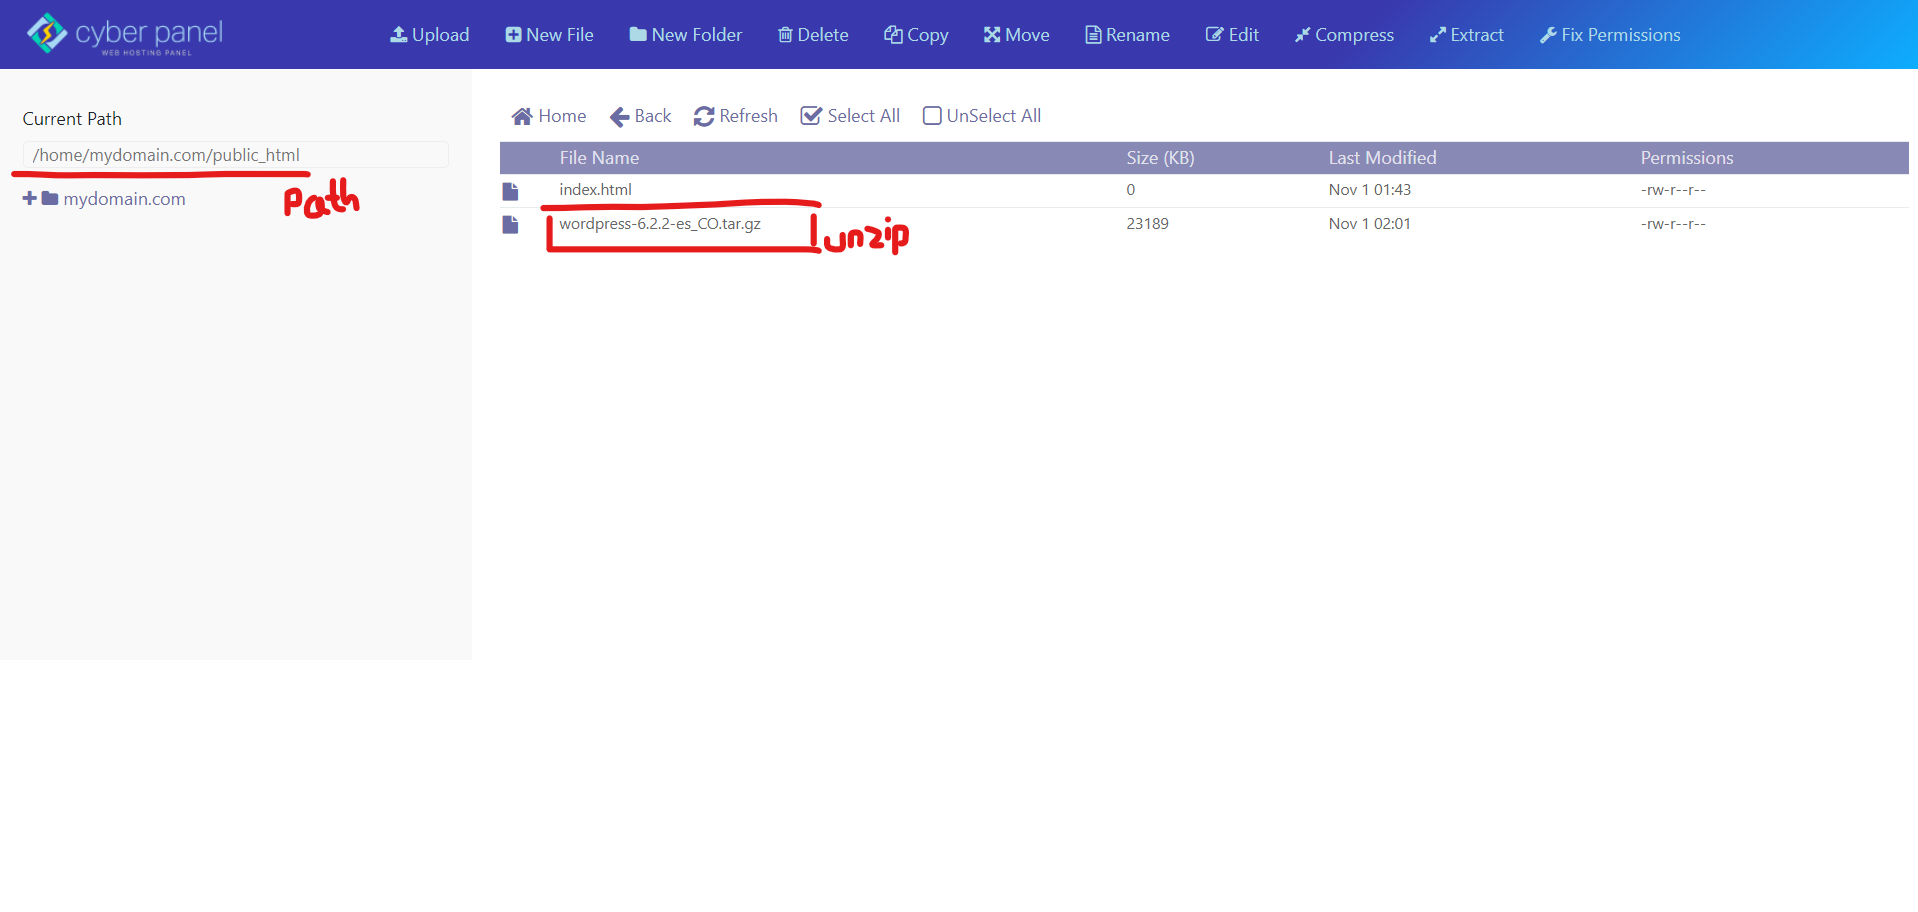 cyber panel
WEB HOSTING PANEL
Upload
New File
New Folder
Delete
Copy
Move
Rename
Edit
Compress
Extract
Fix Permissions
Current Path
/home/mydomain.com/public_html
path
mydomain.com
Home
Back
Refresh
Select All
UnSelect All
File Name Size (KB) Last Modified Permissions
index.html 0 Nov 1 01:43 -rw-r--r--
wordpress-6.2.2-es_CO.tar.gz 23189 Nov 1 02:01 -rw-r--r--
unzip